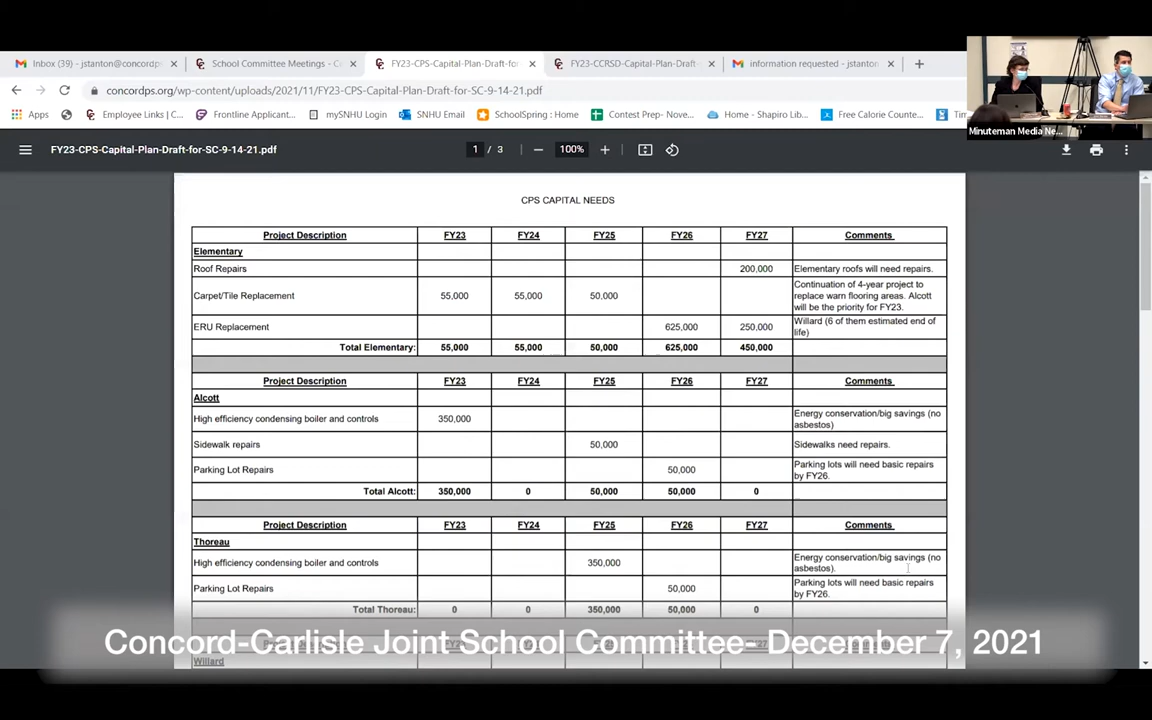 Inbox (39) - jstanton@concordps
School Committee Meetings - C
FY23-CPS-Capital-Plan-Draft-for
FY23-CCRSD-Capital-Plan-Draft-
information requested - jstanton
concordps.org/wp-content/uploads/2021/11/FY23-CPS-Capital-Plan-Draft-for-SC-9-14-21.pdf
Apps
Employee Links | C...
Frontline Applicant...
mySNHU Login
SNHU Email
SchoolSpring : Home
Contest Prep- Nove...
Home - Shapiro Lib...
Free Calorie Counte...
Minuteman Media Ne...
FY23-CPS-Capital-Plan-Draft-for-SC-9-14-21.pdf
1 / 3
100%
CPS CAPITAL NEEDS
Project Description FY23 FY24 FY25 FY26 FY27 Comments
Elementary
Roof Repairs 200,000 Elementary roofs will need repairs.
Carpet/Tile Replacement 55,000 55,000 50,000 Continuation of 4-year project to
replace warn flooring areas. Alcott
will be the priority for FY23.
ERU Replacement 625,000 250,000 Willard (6 of them estimated end of
life)
Total Elementary: 55,000 55,000 50,000 625,000 450,000
Project Description FY23 FY24 FY25 FY26 FY27 Comments
Alcott
High efficiency condensing boiler and controls 350,000 Energy conservation/big savings (no
asbestos)
Sidewalk repairs 50,000 Sidewalks need repairs.
Parking Lot Repairs 50,000 Parking lots will need basic repairs
by FY26.
Total Alcott: 350,000 0 50,000 50,000 0
Project Description FY23 FY24 FY25 FY26 FY27 Comments
Thoreau
High efficiency condensing boiler and controls 350,000 Energy conservation/big savings (no
asbestos).
Parking Lot Repairs 50,000 Parking lots will need basic repairs
by FY26.
Total Thoreau: 0 0 350,000 50,000 0
Concord-Carlisle Joint School Committee- December 7, 2021
Willard